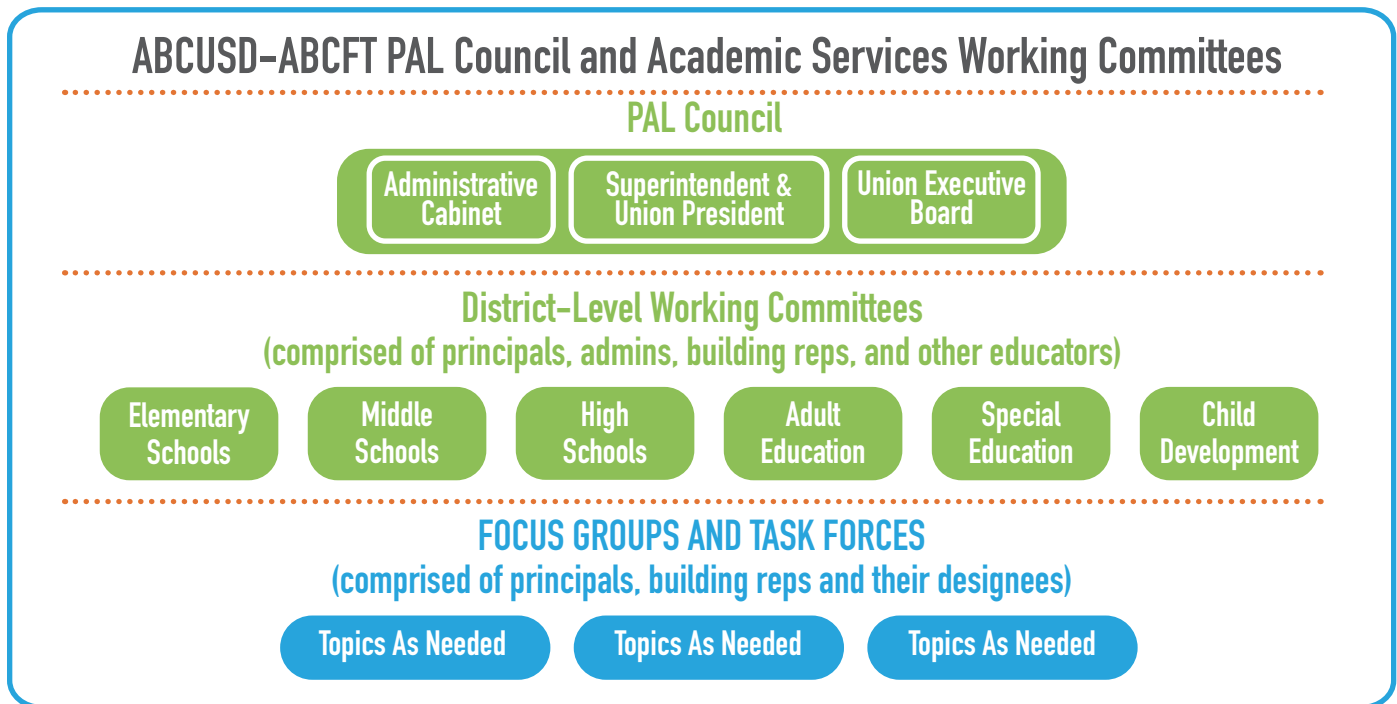 ABCUSD–ABCFT PAL Council and Academic Services Working Committees
PAL Council
Administrative
Cabinet
Superintendent &
Union President
Union Executive
Board
District–Level Working Committees
(comprised of principals, admins, building reps, and other educators)
Elementary
Schools
Middle
Schools
High
Schools
Adult
Education
Special
Education
Child
Development
FOCUS GROUPS AND TASK FORCES
(comprised of principals, building reps and their designees)
Topics As Needed
Topics As Needed
Topics As Needed